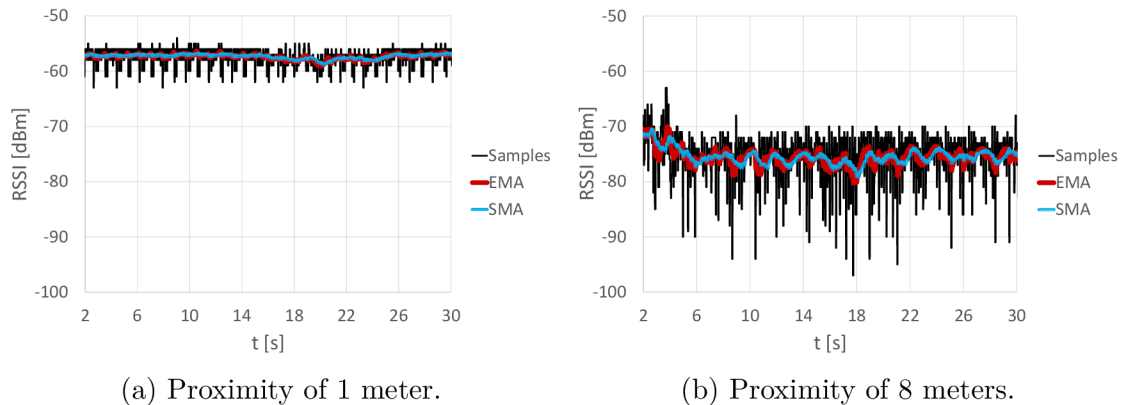 -50
-60
-70
-80
-90
-100
RSSI [dBm]
2 6 10 14 18 22 26 30
t [s]
Samples
EMA
SMA
(a) Proximity of 1 meter.
-50
-60
-70
-80
-90
-100
RSSI [dBm]
2 6 10 14 18 22 26 30
t [s]
Samples
EMA
SMA
(b) Proximity of 8 meters.